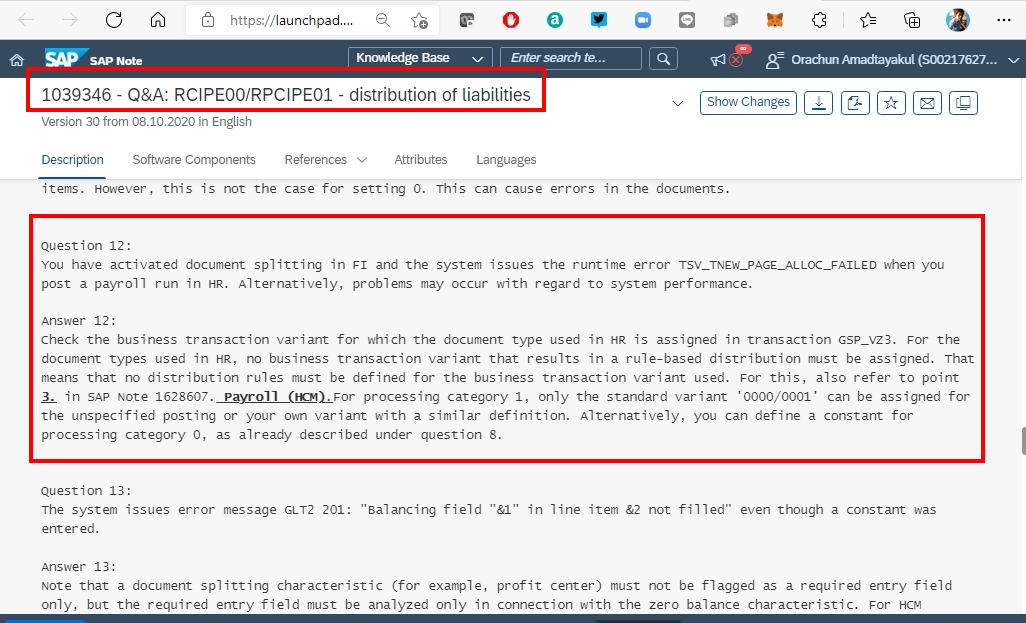 https://launchpad....
SAP SAP Note
Knowledge Base
Enter search te...
Orachun Amadtayakul (S00217627...
1039346 - Q&A: RCIPE00/RPCIPE01 - distribution of liabilities
Show Changes
Version 30 from 08.10.2020 in English
Description Software Components References Attributes Languages
items. However, this is not the case for setting 0. This can cause errors in the documents.
Question 12:
You have activated document splitting in FI and the system issues the runtime error TSV_TNEW_PAGE_ALLOC_FAILED when you
post a payroll run in HR. Alternatively, problems may occur with regard to system performance.
Answer 12:
Check the business transaction variant for which the document type used in HR is assigned in transaction GSP_VZ3. For the
document types used in HR, no business transaction variant that results in a rule-based distribution must be assigned. That
means that no distribution rules must be defined for the business transaction variant used. For this, also refer to point
3. in SAP Note 1628607. Payroll (HCM).For processing category 1, only the standard variant '0000/0001' can be assigned for
the unspecified posting or your own variant with a similar definition. Alternatively, you can define a constant for
processing category 0, as already described under question 8.
Question 13:
The system issues error message GLT2 201: "Balancing field "&1" in line item &2 not filled" even though a constant was
entered.
Answer 13:
Note that a document splitting characteristic (for example, profit center) must not be flagged as a required entry field
only, but the required entry field must be analyzed only in connection with the zero balance characteristic. For HCM